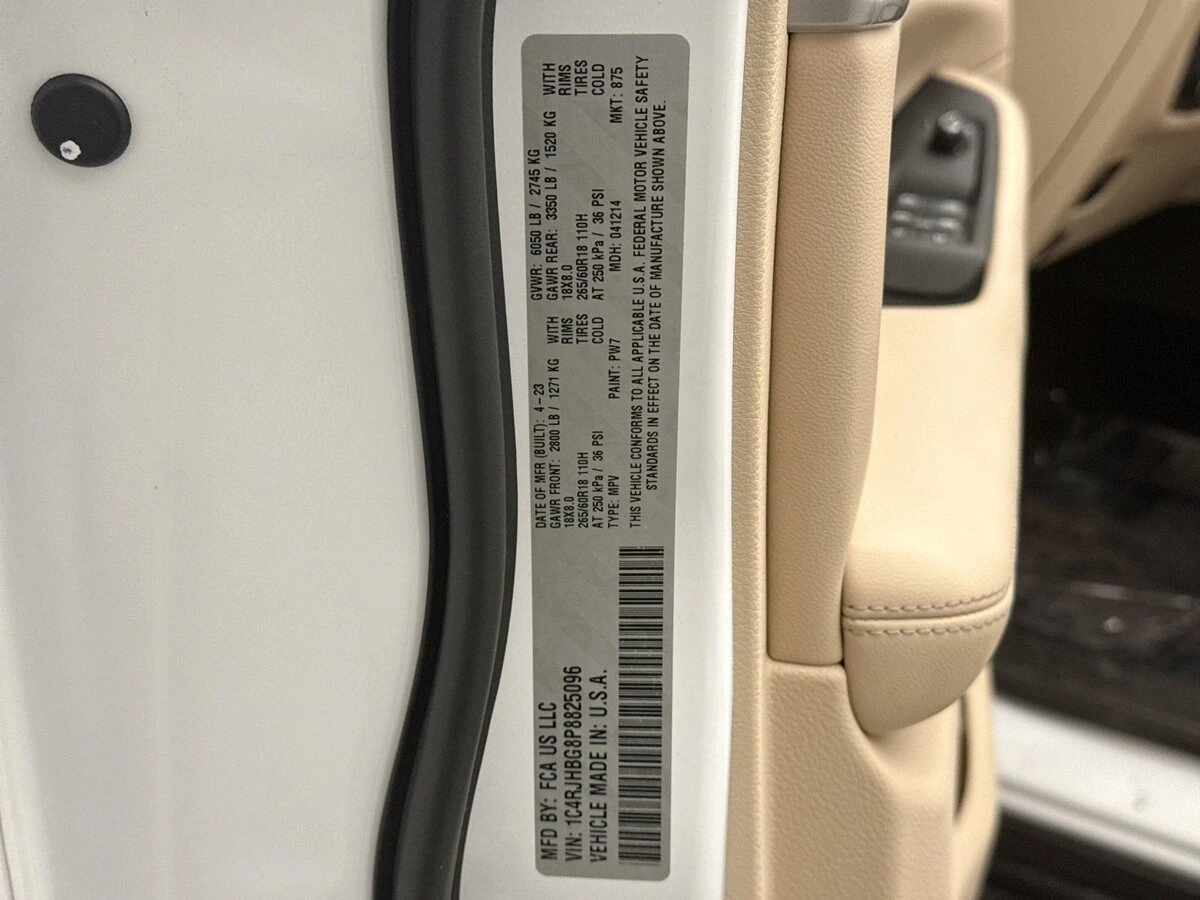 MFD BY: FCA US LLC
VIN: 1C4RJHBG8P8825096
VEHICLE MADE IN: U.S.A.
DATE OF MFR (BUILT): 4-23 GVWR: 6050 LB / 2745 KG
GAWR FRONT: 2800 LB / 1271 KG WITH GAWR REAR: 3350 LB / 1520 KG WITH
18X8.0 RIMS 18X8.0 RIMS
265/60R18 110H TIRES 265/60R18 110H TIRES
AT 250 kPa / 36 PSI COLD AT 250 kPa / 36 PSI COLD
TYPE: MPV PAINT: PW7 MDH: 041214 MKT: 875
THIS VEHICLE CONFORMS TO ALL APPLICABLE U.S.A. FEDERAL MOTOR VEHICLE SAFETY
STANDARDS IN EFFECT ON THE DATE OF MANUFACTURE SHOWN ABOVE.